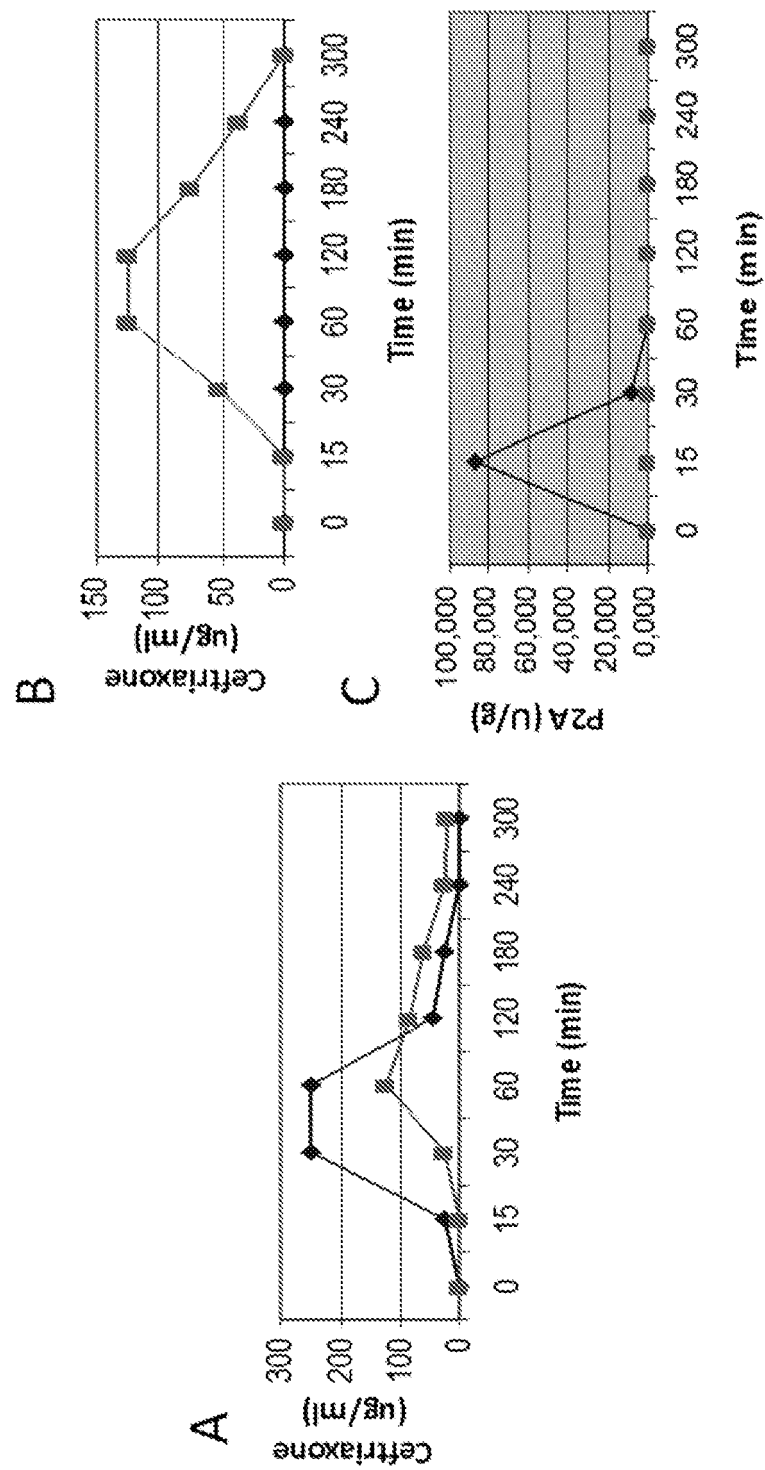 A
Ceftriaxone
(ug/ml)
300
200
100
0
0 15 30 60 120 180 240 300
Time (min)
B
Ceftriaxone
(ug/ml)
150
100
50
0
0 15 30 60 120 180 240 300
Time (min)
C
P2A (U/g)
100,000
80,000
60,000
40,000
20,000
0,000
0 15 30 60 120 180 240 300
Time (min)